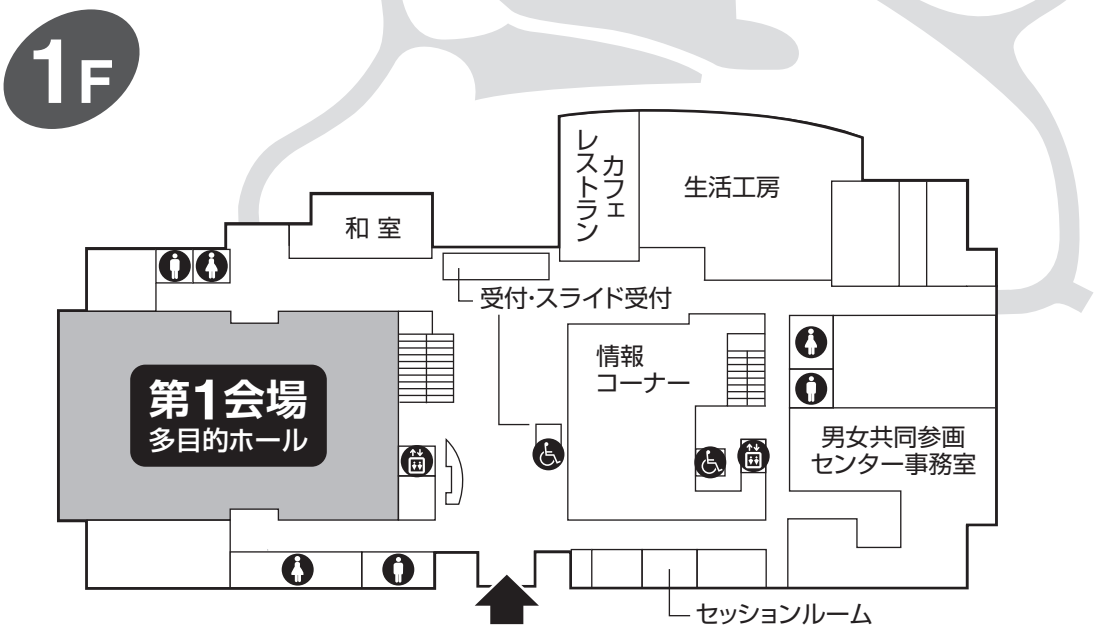 1F
レストラン
カフェ
生活工房
和室
受付・スライド受付
情報
コーナー
第1会場
多目的ホール
男女共同参画
センター事務室
セッションルーム